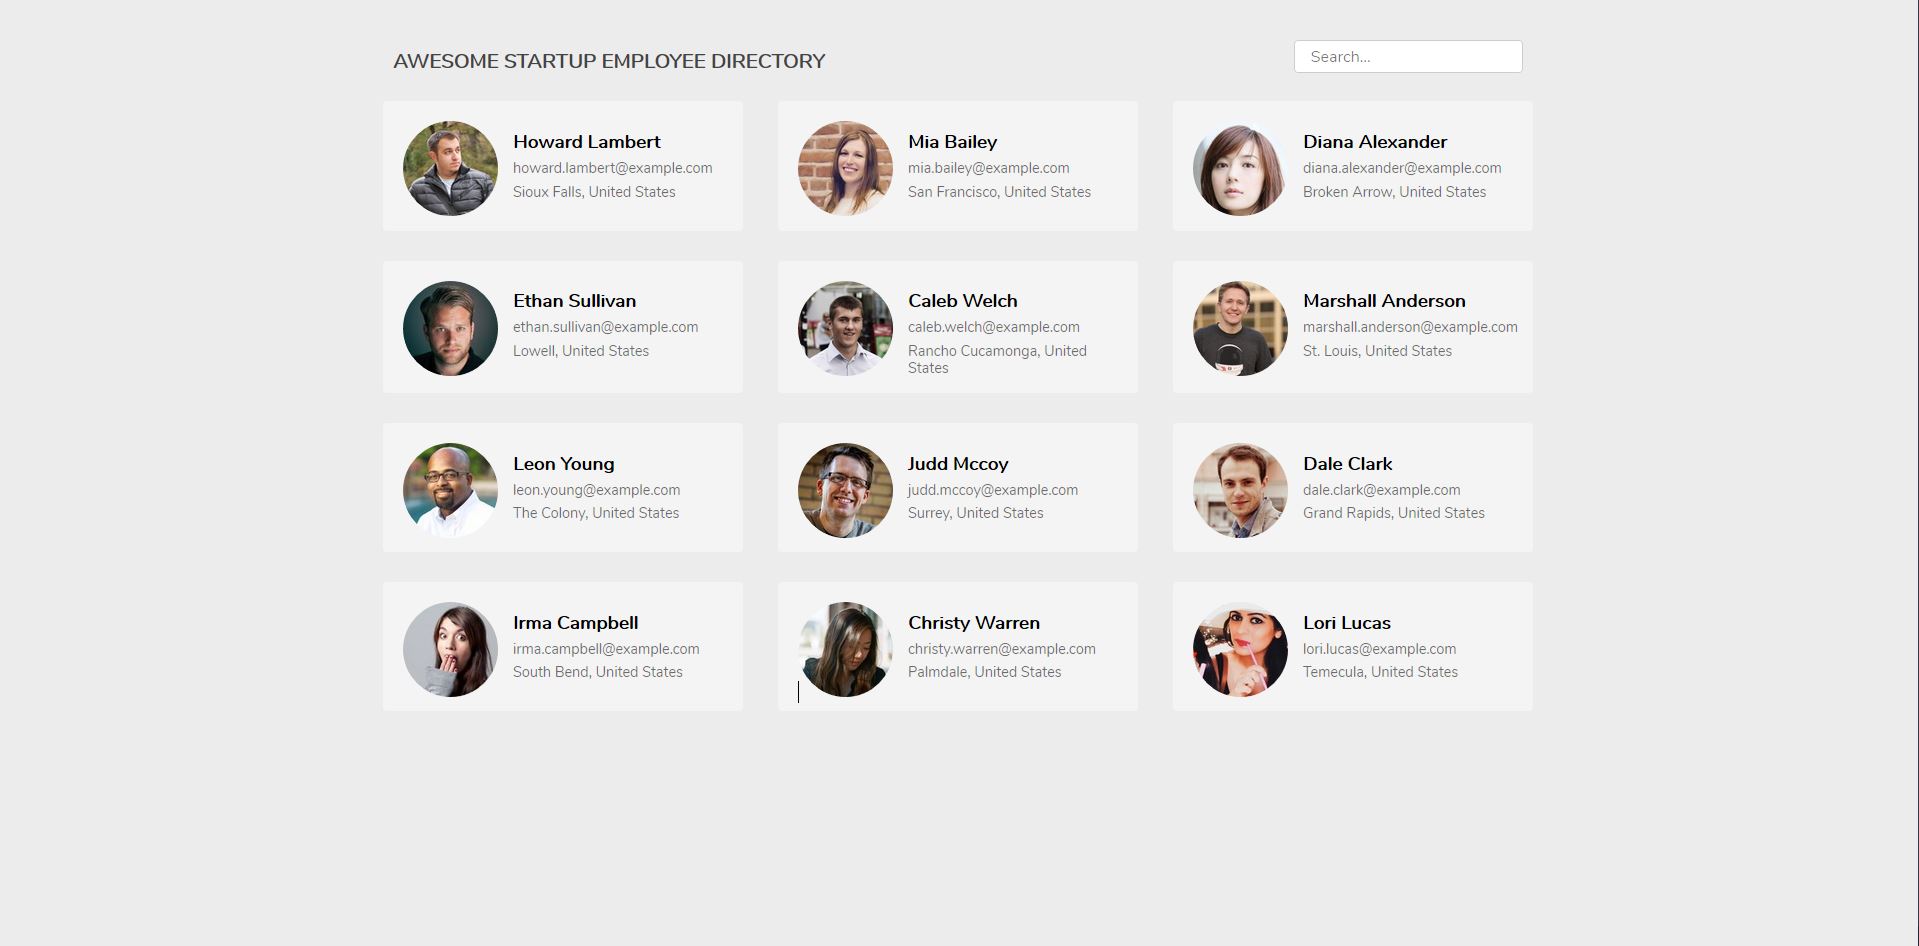 AWESOME STARTUP EMPLOYEE DIRECTORY
Search...
Howard Lambert
howard.lambert@example.com
Sioux Falls, United States
Mia Bailey
mia.bailey@example.com
San Francisco, United States
Diana Alexander
diana.alexander@example.com
Broken Arrow, United States
Ethan Sullivan
ethan.sullivan@example.com
Lowell, United States
Caleb Welch
caleb.welch@example.com
Rancho Cucamonga, United
States
Marshall Anderson
marshall.anderson@example.com
St. Louis, United States
Leon Young
leon.young@example.com
The Colony, United States
Judd Mccoy
judd.mccoy@example.com
Surrey, United States
Dale Clark
dale.clark@example.com
Grand Rapids, United States
Irma Campbell
irma.campbell@example.com
South Bend, United States
Christy Warren
christy.warren@example.com
Palmdale, United States
Lori Lucas
lori.lucas@example.com
Temecula, United States